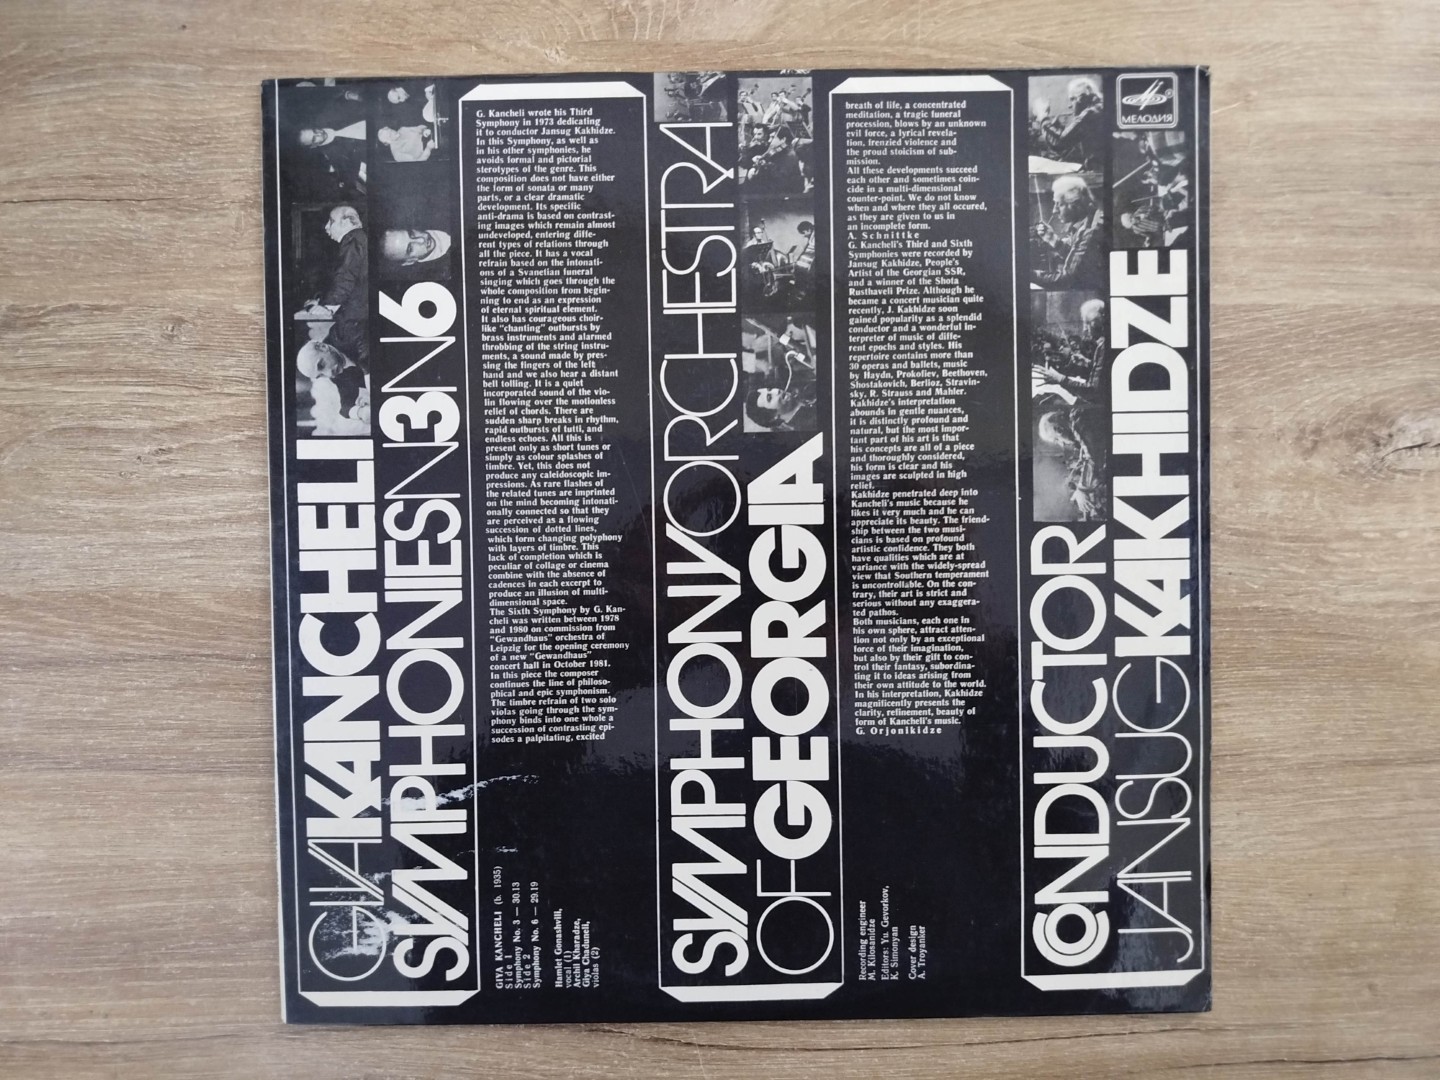 GIA KANCHELI
SYMPHONIES N3 N6
G. Kancheli wrote his Third
Symphony in 1973 dedicating
it to conductor Jansug Kakhidze.
In this Symphony, as well as
in his other symphonies, he
avoids formal and pictorial
sterotypes of the genre. This
composition does not have either
the form of sonata or many
parts, or a clear dramatic
development. Its specific
anti-drama is based on contrast-
ing images which remain almost
undeveloped, entering diffe-
rent types of relations through
all the piece. It has a vocal
refrain based on the intonati-
ons of a Svanetian funeral
singing which goes through the
whole composition from begin-
ning to end as an expression
of eternal spiritual element.
It also has courageous choir-
like "chanting" outbursts by
brass instruments and alarmed
throbbing of the string instru-
ments, a sound made by pres-
sing the fingers of the left
hand and we also hear a distant
bell tolling. It is a quiet
incorporated sound of the vio-
lin flowing over the motionless
relief of chords. There are
sudden sharp breaks in rhythm,
rapid outbursts of tutti, and
endless echoes. All this is
present only as short tunes or
simply as colour splashes of
timbre. Yet, this does not
produce any caleidoscopic im-
pressions. As rare flashes of
the related tunes are imprinted
on the mind becoming intonati-
onally connected so that they
are perceived as a flowing
succession of dotted lines,
which form changing polyphony
with layers of timbre. This
lack of completion which is
peculiar of collage or cinema
combine with the absence of
cadences in each excerpt to
produce an illusion of multi-
dimensional space.
The Sixth Symphony by G. Kan-
cheli was written between 1978
and 1980 on commission from
"Gewandhaus" orchestra of
Leipzig for the opening ceremony
of a new "Gewandhaus"
concert hall in October 1981.
In this piece the composer
continues the line of philoso-
phical and epic symphonism.
The timbre refrain of two solo
violas going through the sym-
phony binds into one whole a
succession of contrasting epi-
sodes a palpitating, excited
GIYA KANCHELI (b. 1935)
Side 1
Symphony No. 3 — 30.13
Side 2
Symphony No. 6 — 29.19
Hamlet Gonashvili,
vocal (1)
Archil Kharadze,
Giya Chaduneli,
violas (2)
SYMPHONY ORCHESTRA
OF GEORGIA
breath of life, a concentrated
meditation, a tragic funeral
procession, blows by an unknown
evil force, a lyrical revela-
tion, frenzied violence and
the proud stoicism of sub-
mission.
All these developments succeed
each other and sometimes coin-
cide in a multi-dimensional
counter-point. We do not know
when and where they all occured,
as they are given to us in
an incomplete form.
A. Schnittke
G. Kancheli's Third and Sixth
Symphonies were recorded by
Jansug Kakhidze, People's
Artist of the Georgian SSR,
and a winner of the Shota
Rusthaveli Prize. Although he
became a concert musician quite
recently, J. Kakhidze soon
gained popularity as a splendid
conductor and a wonderful in-
terpreter of music of diffe-
rent epochs and styles. His
repertoire contains more than
30 operas and ballets, music
by Haydn, Prokofiev, Beethoven,
Shostakovich, Berlioz, Stravin-
sky, R. Strauss and Mahler.
Kakhidze's interpretation
abounds in gentle nuances,
it is distinctly profound and
natural, but the most impor-
tant part of his art is that
his concepts are all of a piece
and thoroughly considered,
his form is clear and his
images are sculpted in high
relief.
Kakhidze penetrated deep into
Kancheli's music because he
likes it very much and he can
appreciate its beauty. The friend-
ship between the two musi-
cians is based on profound
artistic confidence. They both
have qualities which are at
variance with the widely-spread
view that Southern temperament
is uncontrollable. On the con-
trary, their art is strict and
serious without any exaggera-
ted pathos.
Both musicians, each one in
his own sphere, attract atten-
tion not only by an exceptional
force of their imagination,
but also by their gift to con-
trol their fantasy, subordina-
ting it to ideas arising from
their own attitude to the world.
In his interpretation, Kakhidze
magnificently presents the
clarity, refinement, beauty of
form of Kancheli's music.
G. Orjonikidze
Recording engineer
M. Kilosanidze
Editors: Yu. Gevorkov,
K. Simonyan
Cover design
A. Troyanker
МЕЛОДИЯ
CONDUCTOR
JANSUG KAKHIDZE